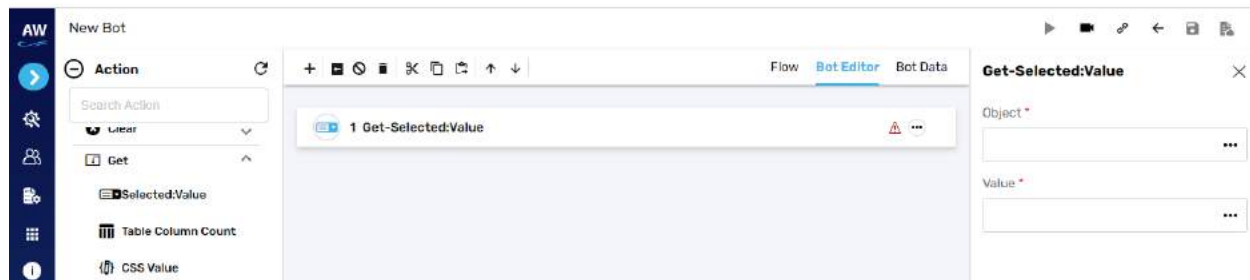 AW
New Bot
Action
Search Action
Clear
Get
Selected:Value
Table Column Count
CSS Value
Flow Bot Editor Bot Data
1 Get-Selected:Value
Get-Selected:Value
Object *
Value *